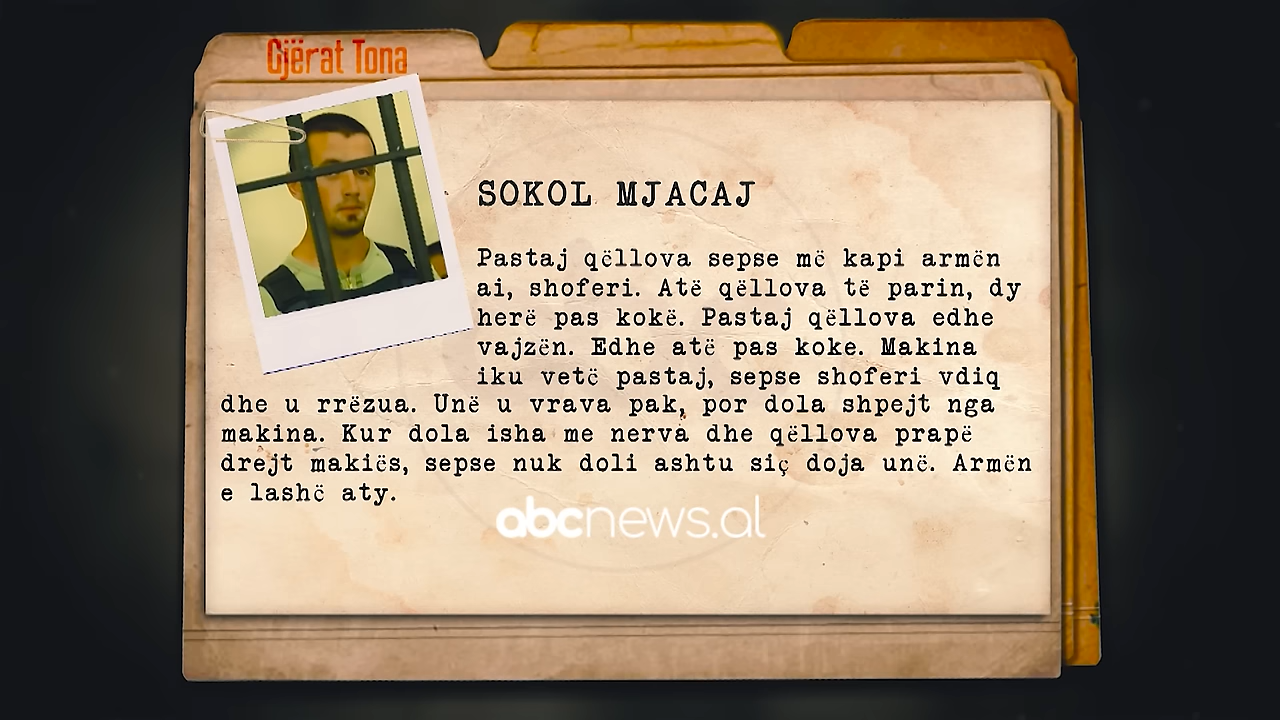 Gjërat Tona
SOKOL MJACAJ
Pastaj qëllova sepse më kapi armën
ai, shoferi. Atë qëllova të parin, dy
herë pas kokë. Pastaj qëllova edhe
vajzën. Edhe atë pas koke. Makina
iku vetë pastaj, sepse shoferi vdiq
dhe u rrëzua. Unë u vrava pak, por dola shpejt nga
makina. Kur dola isha me nerva dhe qëllova prapë
drejt makiës, sepse nuk doli ashtu siç doja unë. Armën
e lashë aty.
abcnews.al